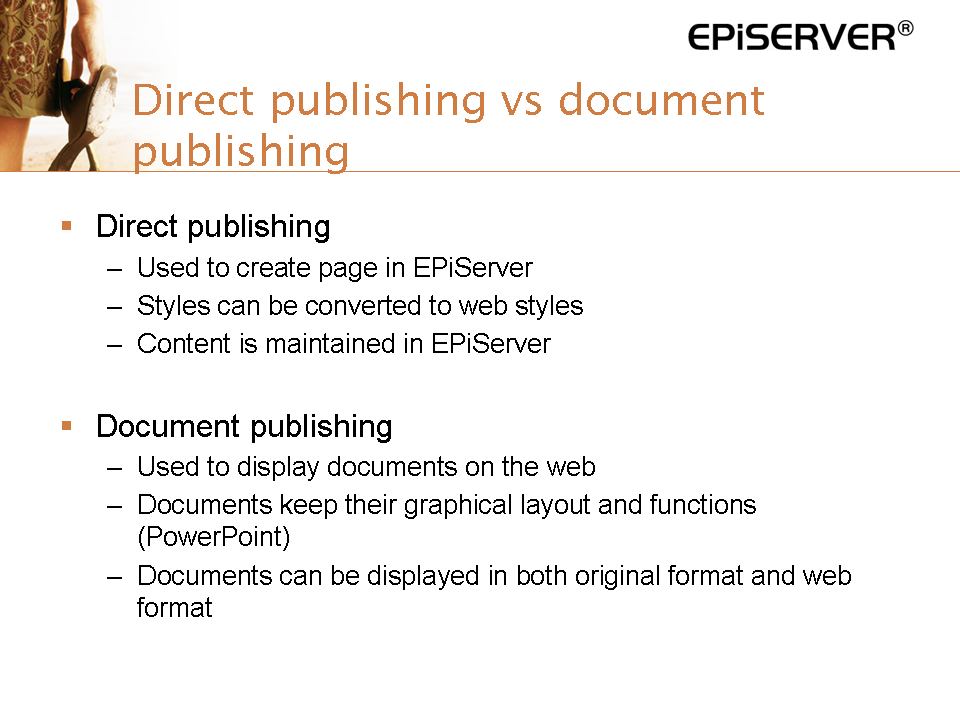 EPiSERVER®
Direct publishing vs document
publishing
▪ Direct publishing
– Used to create page in EPiServer
– Styles can be converted to web styles
– Content is maintained in EPiServer
▪ Document publishing
– Used to display documents on the web
– Documents keep their graphical layout and functions
(PowerPoint)
– Documents can be displayed in both original format and web
format